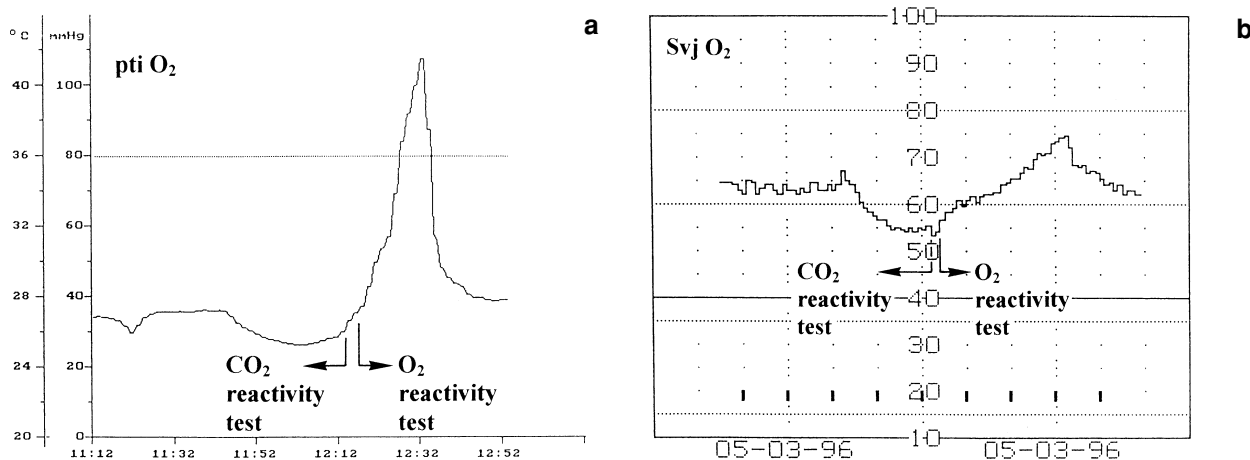 a
°C mmHg
pti O₂
40 100
36 80
32 60
28 40
24 20
20 0
CO₂
reactivity
test
O₂
reactivity
test
11:12 11:32 11:52 12:12 12:32 12:52
b
Svj O₂
100
90
80
70
60
50
40
30
20
10
CO₂
reactivity
test
O₂
reactivity
test
05-03-96 05-03-96